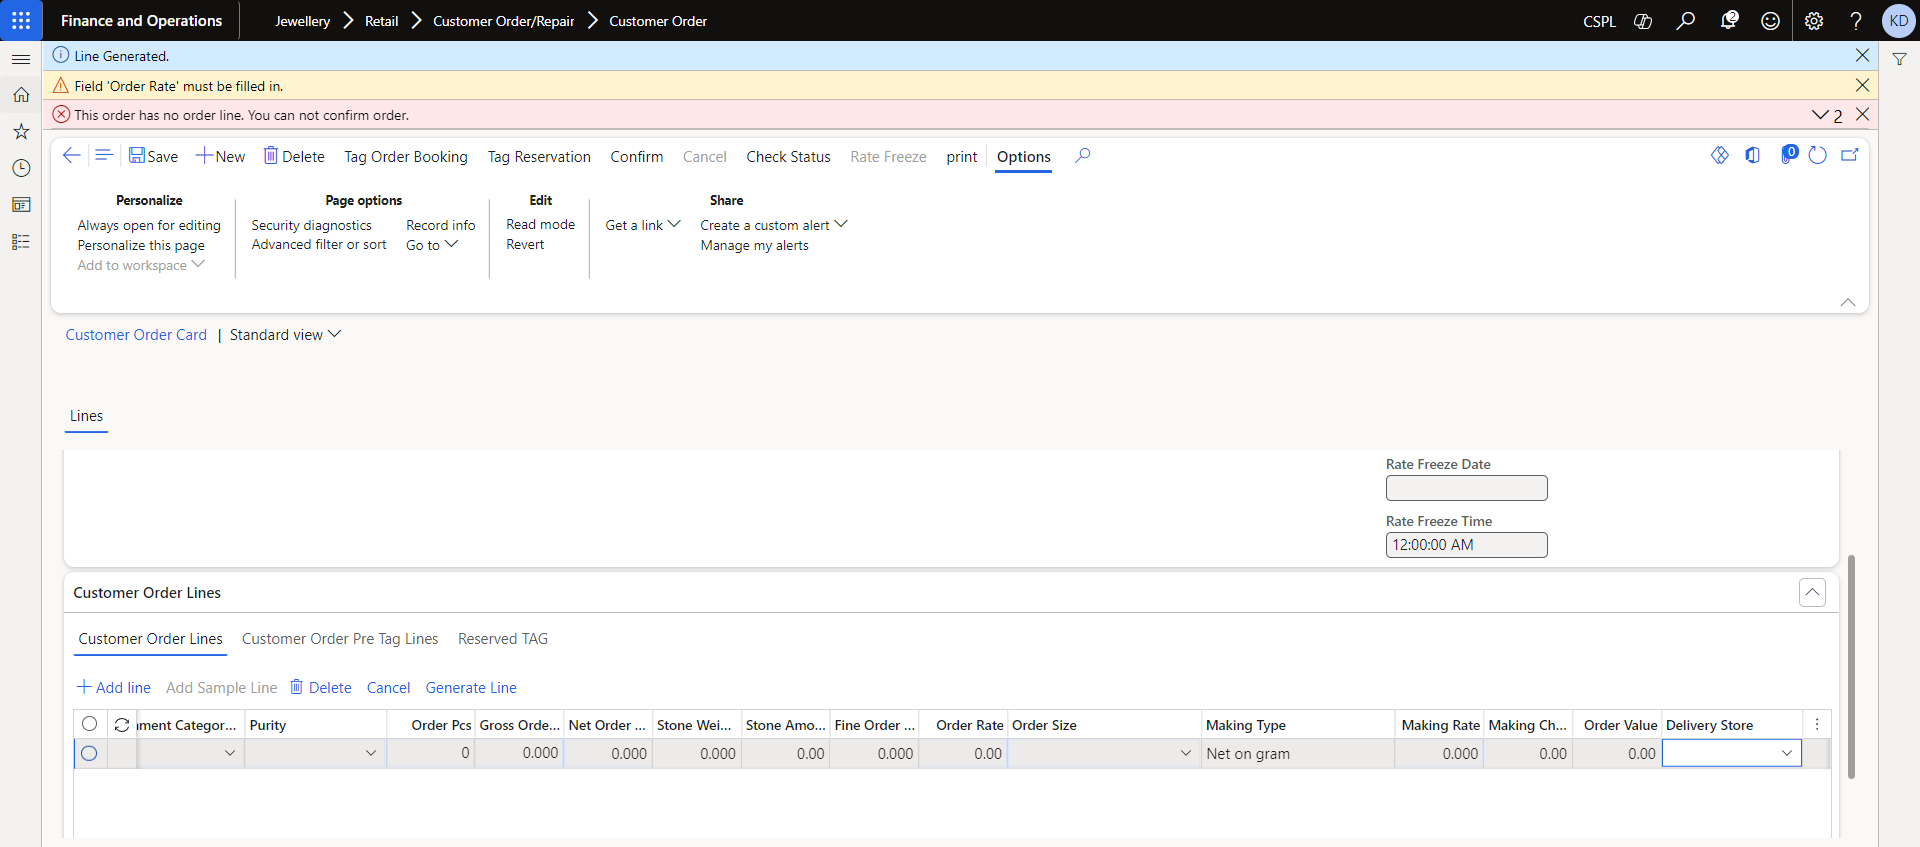 Finance and Operations
Jewellery Retail Customer Order/Repair Customer Order
CSPL 2 KD
Line Generated.
Field 'Order Rate' must be filled in.
This order has no order line. You can not confirm order. 2
Save New Delete Tag Order Booking Tag Reservation Confirm Cancel Check Status Rate Freeze print Options 0
Personalize Page options Edit Share
Always open for editing Security diagnostics Record info Read mode Get a link Create a custom alert
Personalize this page Advanced filter or sort Go to Revert Manage my alerts
Add to workspace
Customer Order Card | Standard view
Lines
Rate Freeze Date
Rate Freeze Time
12:00:00 AM
Customer Order Lines
Customer Order Lines Customer Order Pre Tag Lines Reserved TAG
Add line Add Sample Line Delete Cancel Generate Line
ment Categor... Purity Order Pcs Gross Orde... Net Order ... Stone Wei... Stone Amo... Fine Order ... Order Rate Order Size Making Type Making Rate Making Ch... Order Value Delivery Store
0 0.000 0.000 0.000 0.00 0.000 0.00 Net on gram 0.000 0.00 0.00